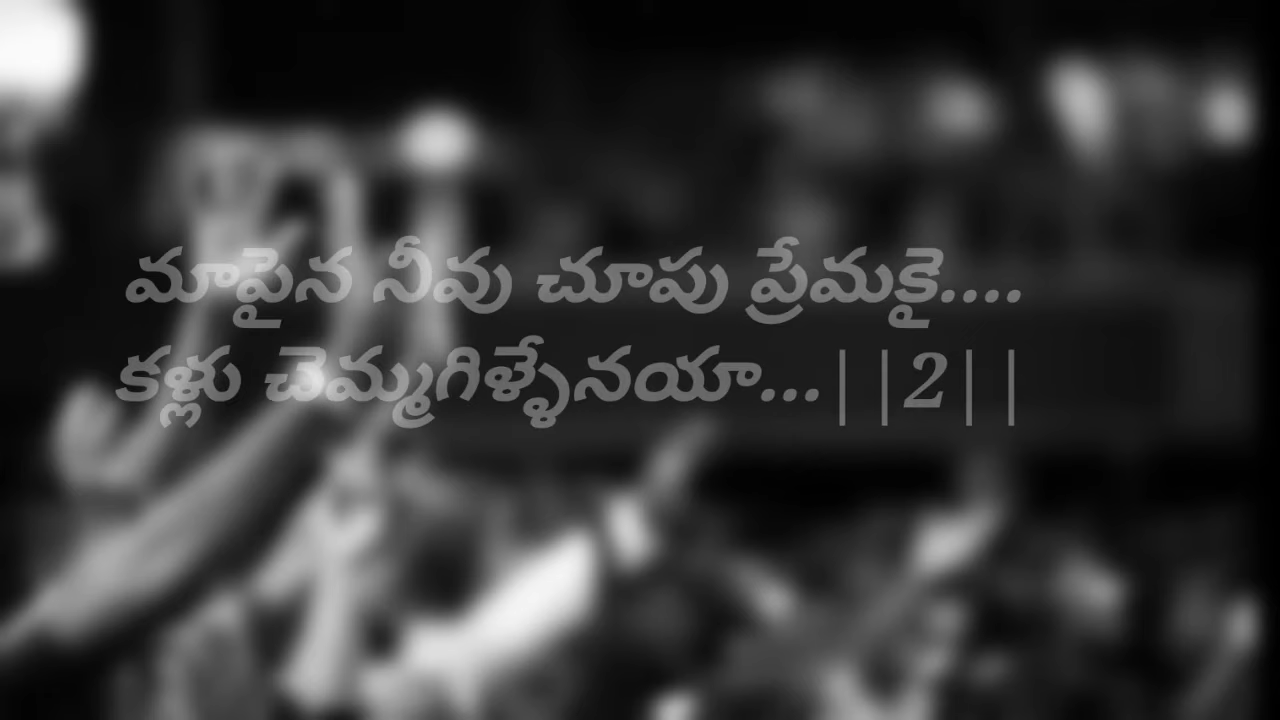 మాపైన నీవు చూపు ప్రేమకై....
కళ్లు చెమ్మగిళ్ళేనయా...||2||